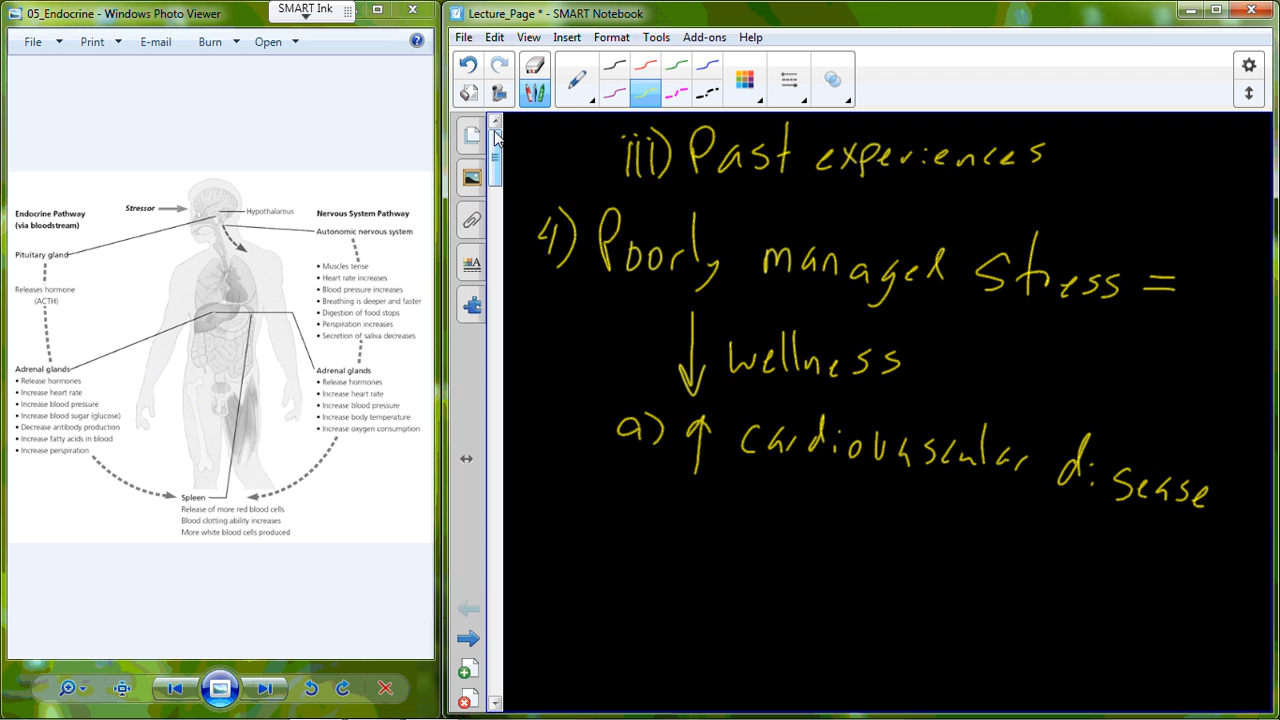 05_Endocrine - Windows Photo Viewer
SMART Ink
File
Print
E-mail
Burn
Open
Endocrine Pathway
(via bloodstream)
Stressor
Hypothalamus
Nervous System Pathway
Autonomic nervous system
Pituitary gland
Releases hormone
(ACTH)
• Muscles tense
• Heart rate increases
• Blood pressure increases
• Breathing is deeper and faster
• Digestion of food stops
• Perspiration increases
• Secretion of saliva decreases
Adrenal glands
• Release hormones
• Increase heart rate
• Increase blood pressure
• Increase blood sugar (glucose)
• Decrease antibody production
• Increase fatty acids in blood
• Increase perspiration
Adrenal glands
• Release hormones
• Increase heart rate
• Increase blood pressure
• Increase body temperature
• Increase oxygen consumption
Spleen
Release of more red blood cells
Blood clotting ability increases
More white blood cells produced
Lecture_Page * - SMART Notebook
File Edit View Insert Format Tools Add-ons Help
iii) Past experiences
4) Poorly managed stress =
↓ wellness
a) ↑ cardiovascular disease